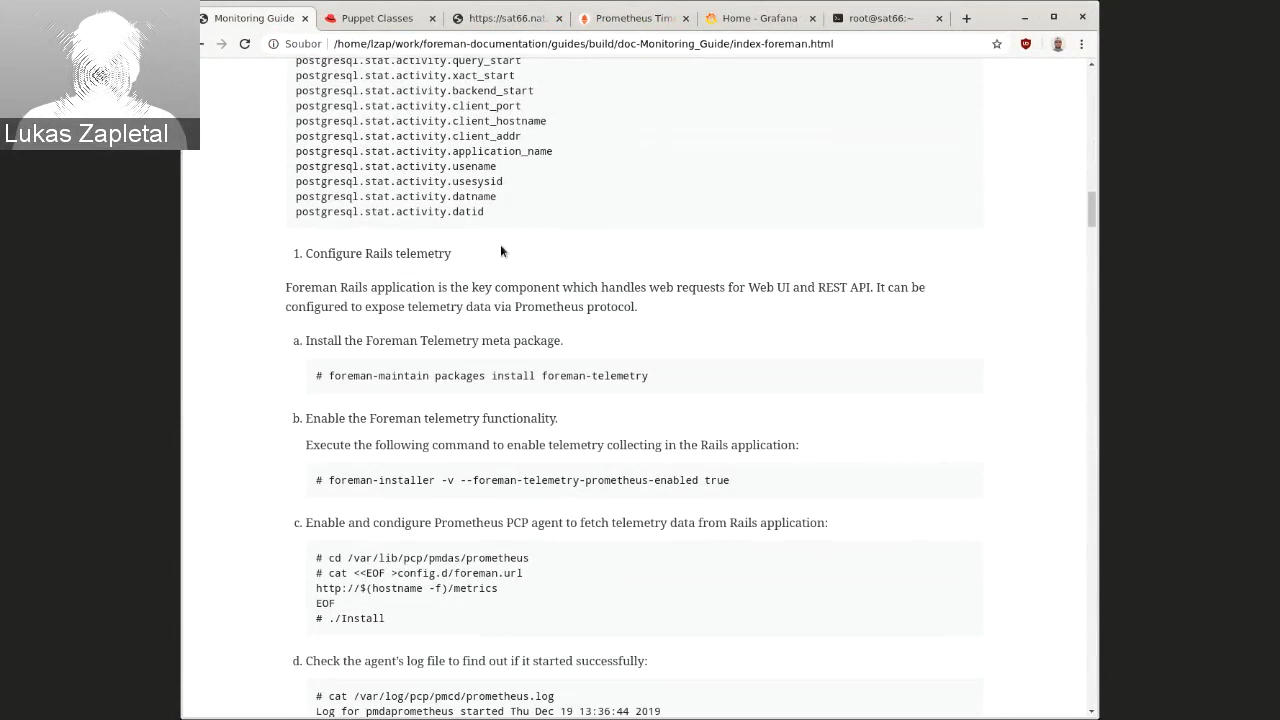 Monitoring Guide
Puppet Classes
https://sat66.nat.
Prometheus Tim
Home - Grafana
root@sat66:~
Soubor
/home/lzap/work/foreman-documentation/guides/build/doc-Monitoring_Guide/index-foreman.html
Lukas Zapletal
postgresql.stat.activity.query_start
postgresql.stat.activity.xact_start
postgresql.stat.activity.backend_start
postgresql.stat.activity.client_port
postgresql.stat.activity.client_hostname
postgresql.stat.activity.client_addr
postgresql.stat.activity.application_name
postgresql.stat.activity.usename
postgresql.stat.activity.usesysid
postgresql.stat.activity.datname
postgresql.stat.activity.datid
1. Configure Rails telemetry
Foreman Rails application is the key component which handles web requests for Web UI and REST API. It can be
configured to expose telemetry data via Prometheus protocol.
a. Install the Foreman Telemetry meta package.
# foreman-maintain packages install foreman-telemetry
b. Enable the Foreman telemetry functionality.
Execute the following command to enable telemetry collecting in the Rails application:
# foreman-installer -v --foreman-telemetry-prometheus-enabled true
c. Enable and condigure Prometheus PCP agent to fetch telemetry data from Rails application:
# cd /var/lib/pcp/pmdas/prometheus
# cat <<EOF >config.d/foreman.url
http://$(hostname -f)/metrics
EOF
# ./Install
d. Check the agent's log file to find out if it started successfully:
# cat /var/log/pcp/pmcd/prometheus.log
Log for pmdaprometheus started Thu Dec 19 13:36:44 2019